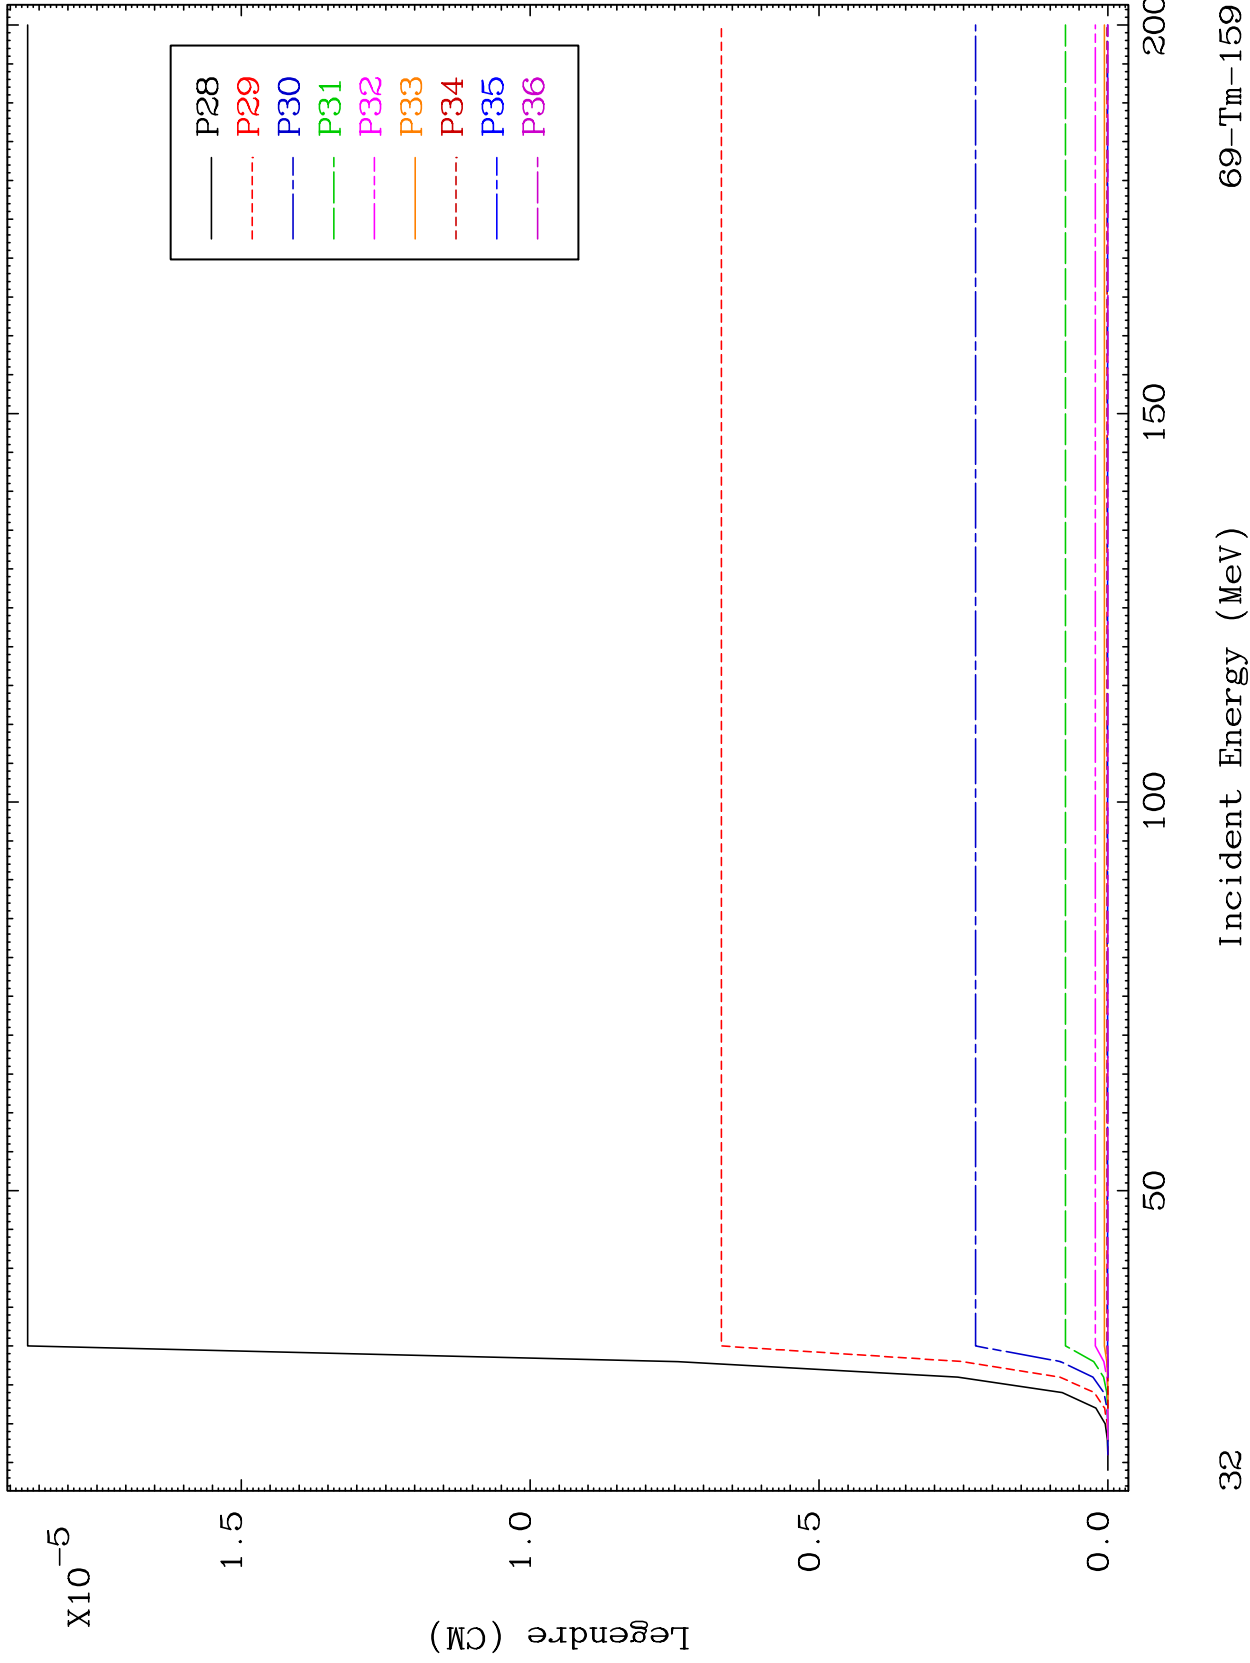 X10-5
1.5
1.0
0.5
0.0
Legendre (CM)
P28
P29
P30
P31
P32
P33
P34
P35
P36
50
100
150
200
32
Incident Energy (MeV)
69-Tm-159